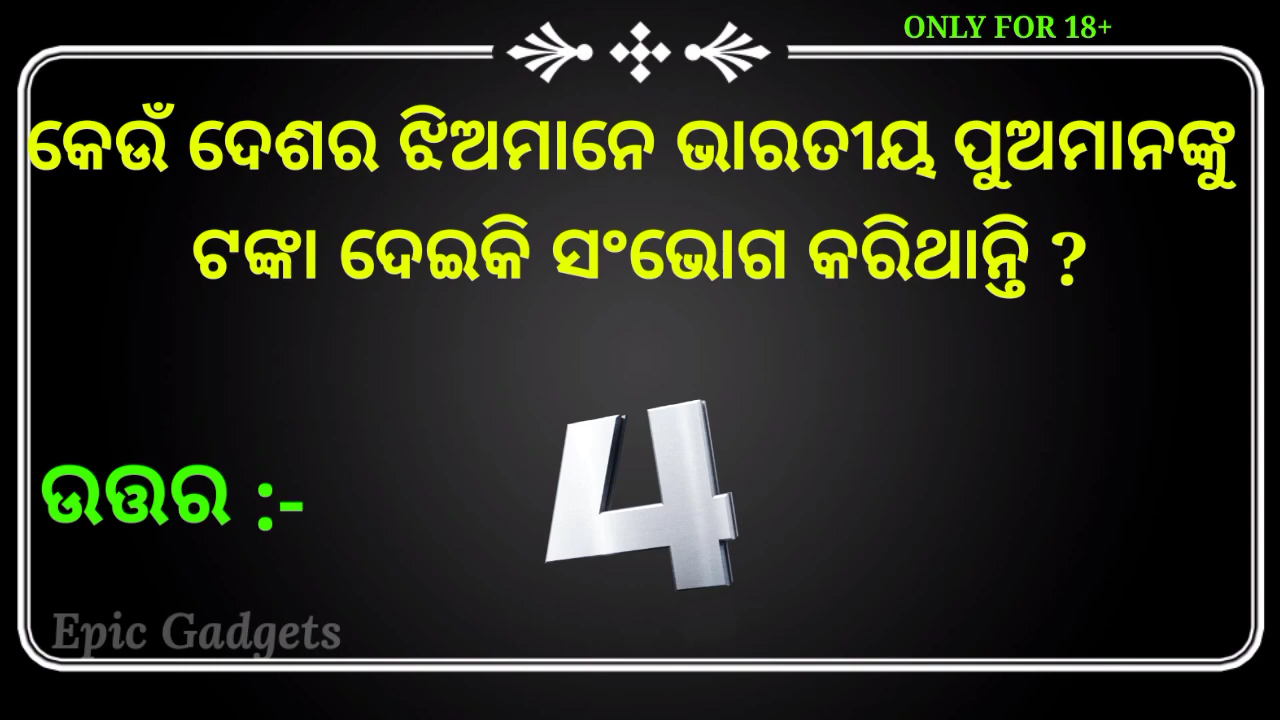 ONLY FOR 18+
କେଉଁ ଦେଶର ଝିଅମାନେ ଭାରତୀୟ ପୁଅମାନଙ୍କୁ
ଟଙ୍କା ଦେଇକି ସଂଭୋଗ କରିଥାନ୍ତି ?
4
ଉତ୍ତର :-
Epic Gadgets